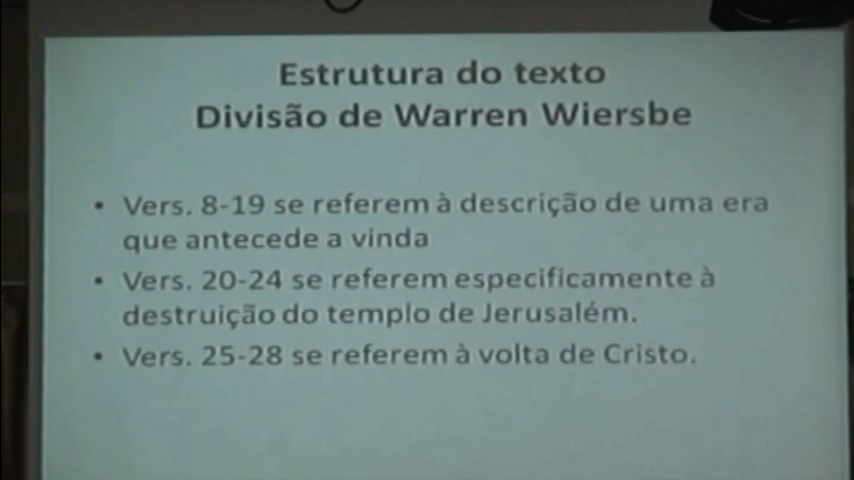 Estrutura do texto
Divisão de Warren Wiersbe
• Vers. 8-19 se referem à descrição de uma era
que antecede a vinda
• Vers. 20-24 se referem especificamente à
destruição do templo de Jerusalém.
• Vers. 25-28 se referem à volta de Cristo.